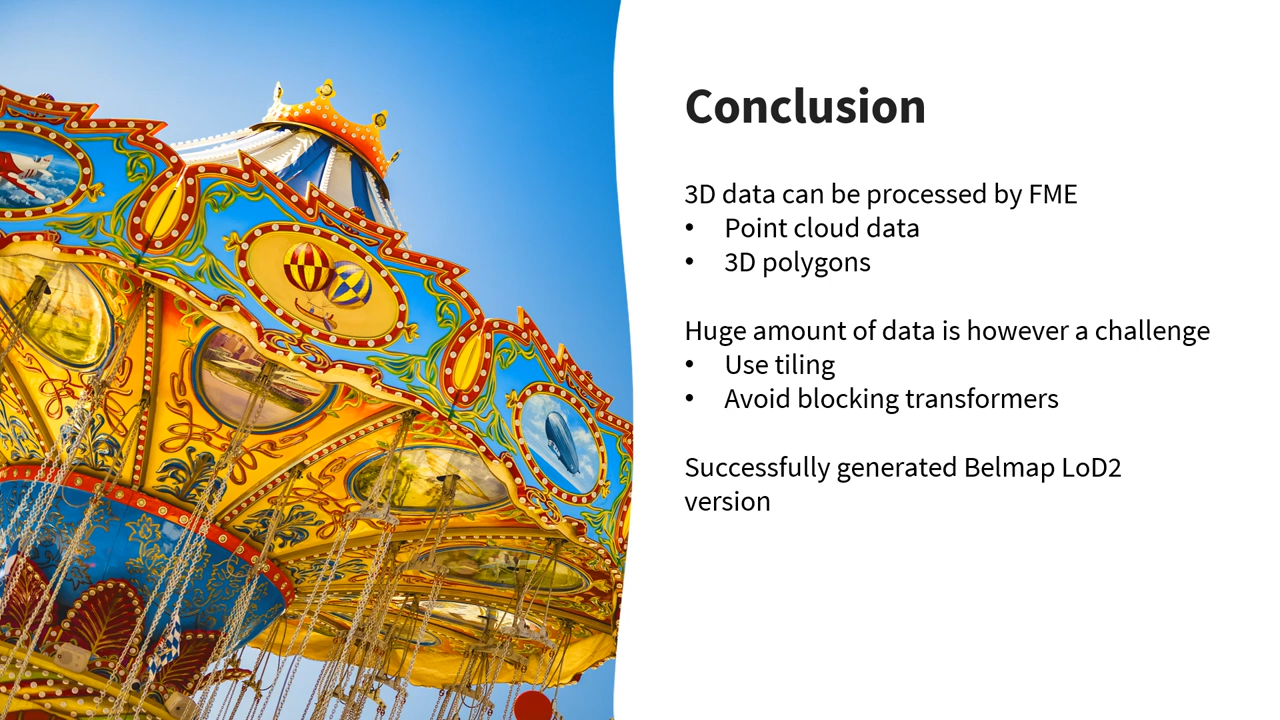 Conclusion
3D data can be processed by FME
• Point cloud data
• 3D polygons
Huge amount of data is however a challenge
• Use tiling
• Avoid blocking transformers
Successfully generated Belmap LoD2
version